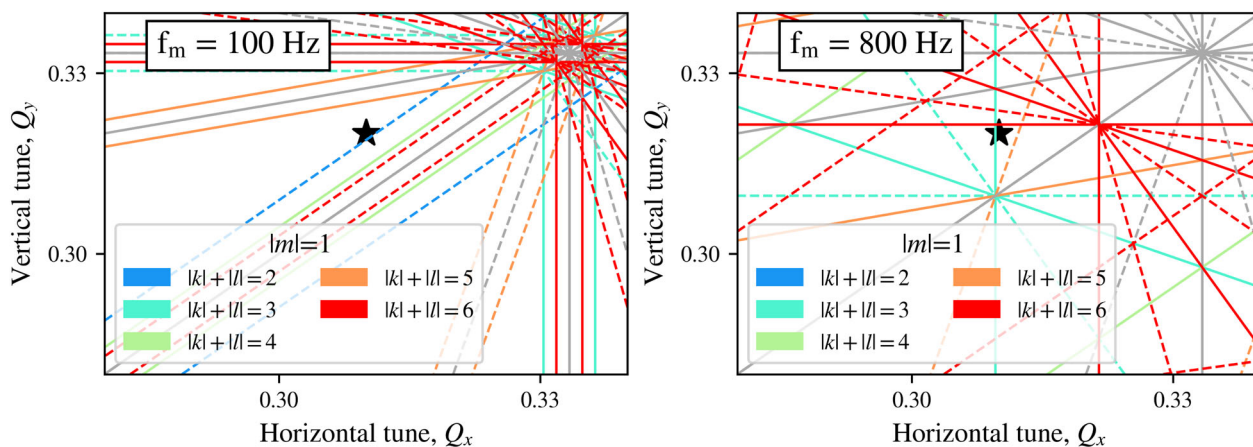 f_m = 100 Hz
Vertical tune, Q_y
0.33
0.30
|m|=1
|k| + |l| = 2
|k| + |l| = 5
|k| + |l| = 3
|k| + |l| = 6
|k| + |l| = 4
0.30
0.33
Horizontal tune, Q_x
f_m = 800 Hz
Vertical tune, Q_y
0.33
0.30
|m|=1
|k| + |l| = 2
|k| + |l| = 5
|k| + |l| = 3
|k| + |l| = 6
|k| + |l| = 4
0.30
0.33
Horizontal tune, Q_x